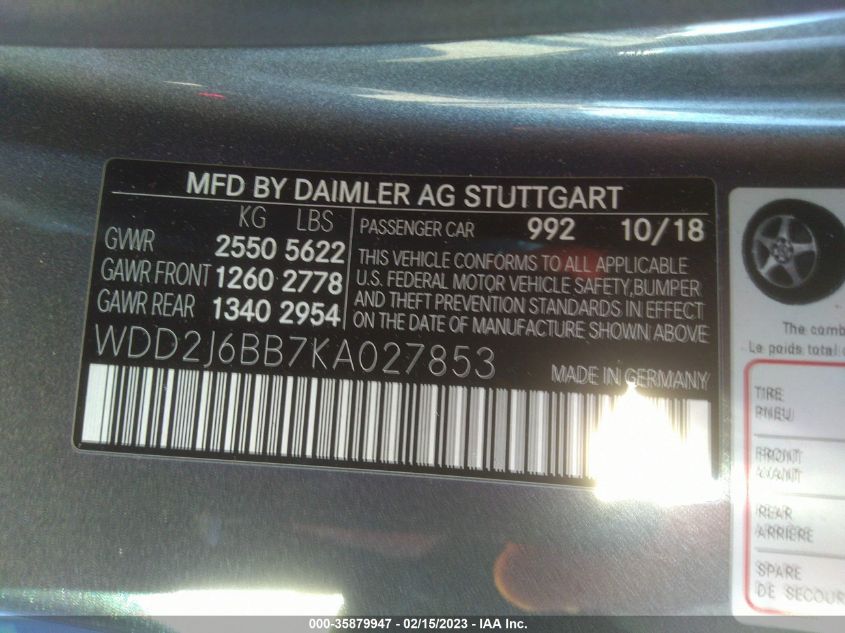 MFD BY DAIMLER AG STUTTGART
KG LBS
GVWR 2550 5622
GAWR FRONT 1260 2778
GAWR REAR 1340 2954
PASSENGER CAR 992 10/18
THIS VEHICLE CONFORMS TO ALL APPLICABLE
U.S. FEDERAL MOTOR VEHICLE SAFETY, BUMPER
AND THEFT PREVENTION STANDARDS IN EFFECT
ON THE DATE OF MANUFACTURE SHOWN ABOVE
WDD2J6BB7KA027853
MADE IN GERMANY
The comb
Le poids total
TIRE
PNEU
FRONT
AVANT
REAR
ARRIÈRE
SPARE
DE SECOUR
000-35879947 - 02/15/2023 - IAA Inc.